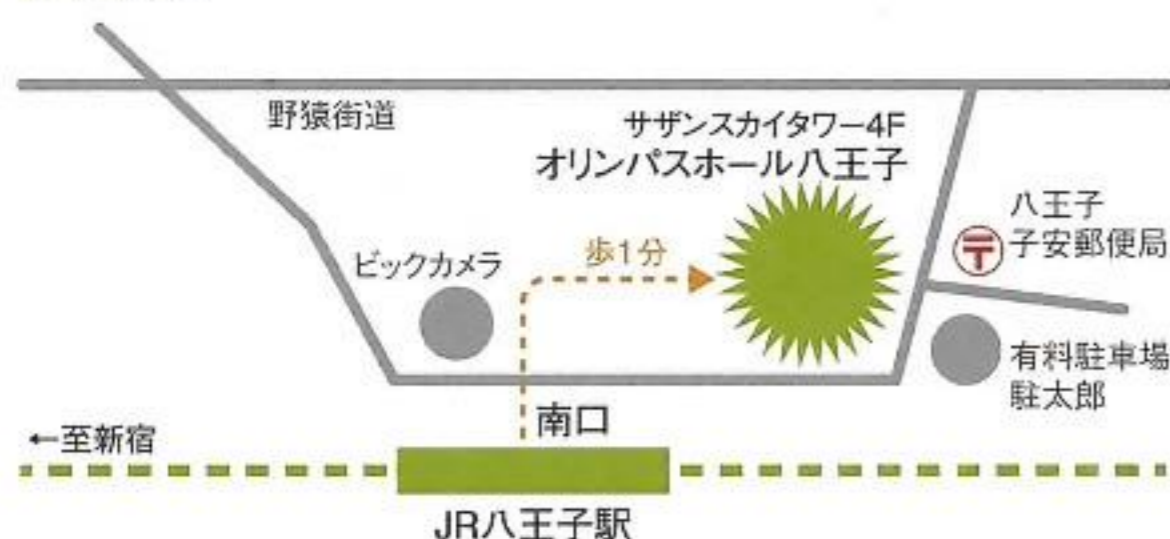 野猿街道
サザンスカイタワー4F
オリンパスホール八王子
八王子
子安郵便局
ビックカメラ
歩1分
有料駐車場
駐太郎
南口
←至新宿
JR八王子駅